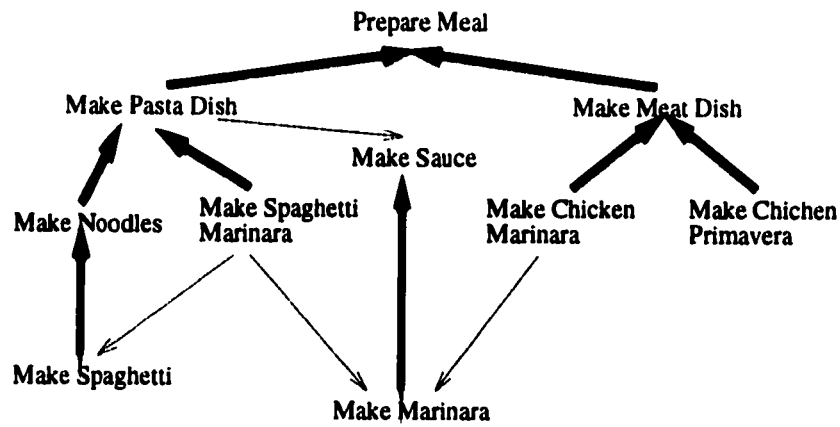 Prepare Meal
Make Pasta Dish
Make Meat Dish
Make Sauce
Make Noodles
Make Spaghetti
Marinara
Make Chicken
Marinara
Make Chichen
Primavera
Make Spaghetti
Make Marinara